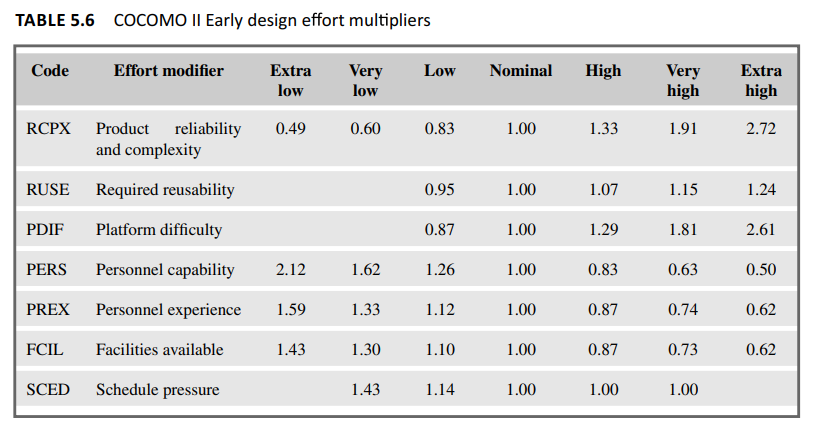 TABLE 5.6 COCOMO II Early design effort multipliers
Code Effort modifier Extra low Very low Low Nominal High Very high Extra high
RCPX Product reliability and complexity 0.49 0.60 0.83 1.00 1.33 1.91 2.72
RUSE Required reusability 0.95 1.00 1.07 1.15 1.24
PDIF Platform difficulty 0.87 1.00 1.29 1.81 2.61
PERS Personnel capability 2.12 1.62 1.26 1.00 0.83 0.63 0.50
PREX Personnel experience 1.59 1.33 1.12 1.00 0.87 0.74 0.62
FCIL Facilities available 1.43 1.30 1.10 1.00 0.87 0.73 0.62
SCED Schedule pressure 1.43 1.14 1.00 1.00 1.00